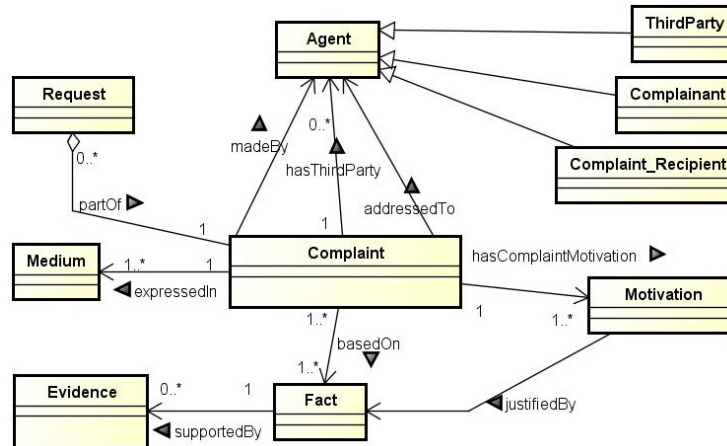 ThirdParty
Agent
Request
Complainant
0..*
madeBy
0..*
hasThirdParty
Complaint_Recipient
partOf
addressedTo
1
1
Complaint
hasComplaintMotivation
Medium
1..*
1
expressedIn
Motivation
1
1..*
1..*
basedOn
1..*
Evidence
0..*
1
Fact
justifiedBy
supportedBy